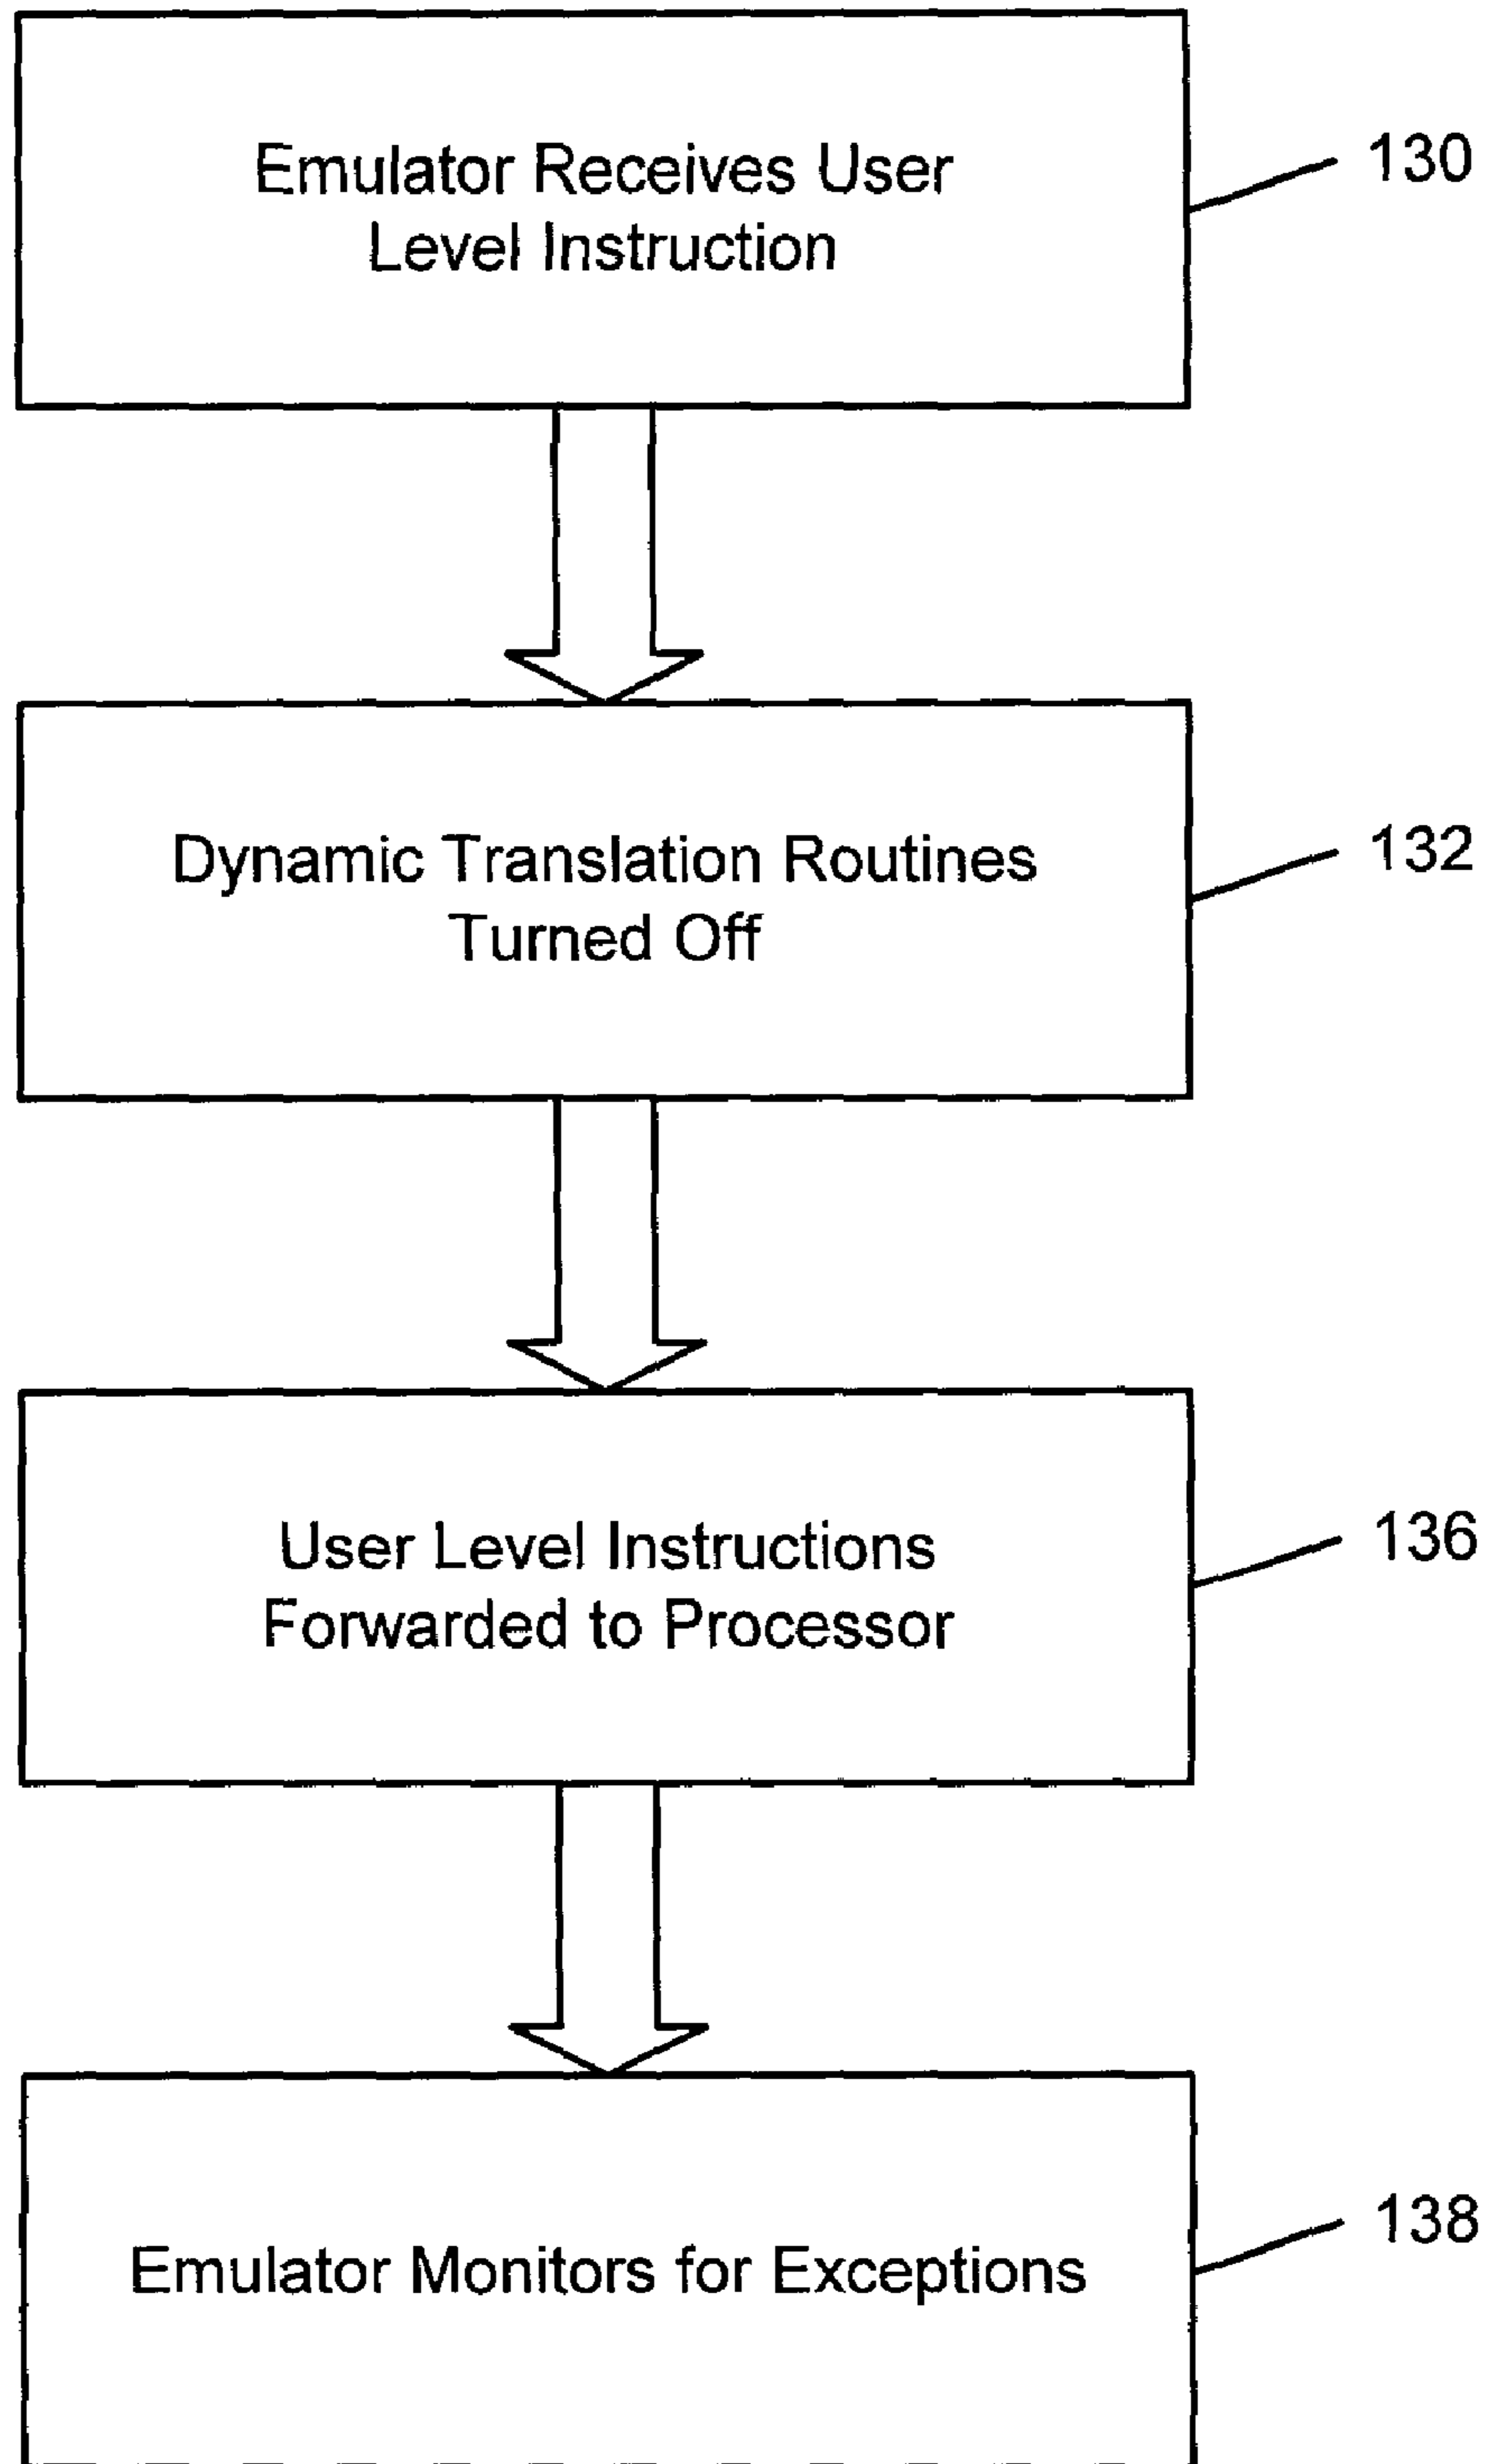 Emulator Receives User
Level Instruction
130
Dynamic Translation Routines
Turned Off
132
User Level Instructions
Forwarded to Processor
136
Emulator Monitors for Exceptions
138